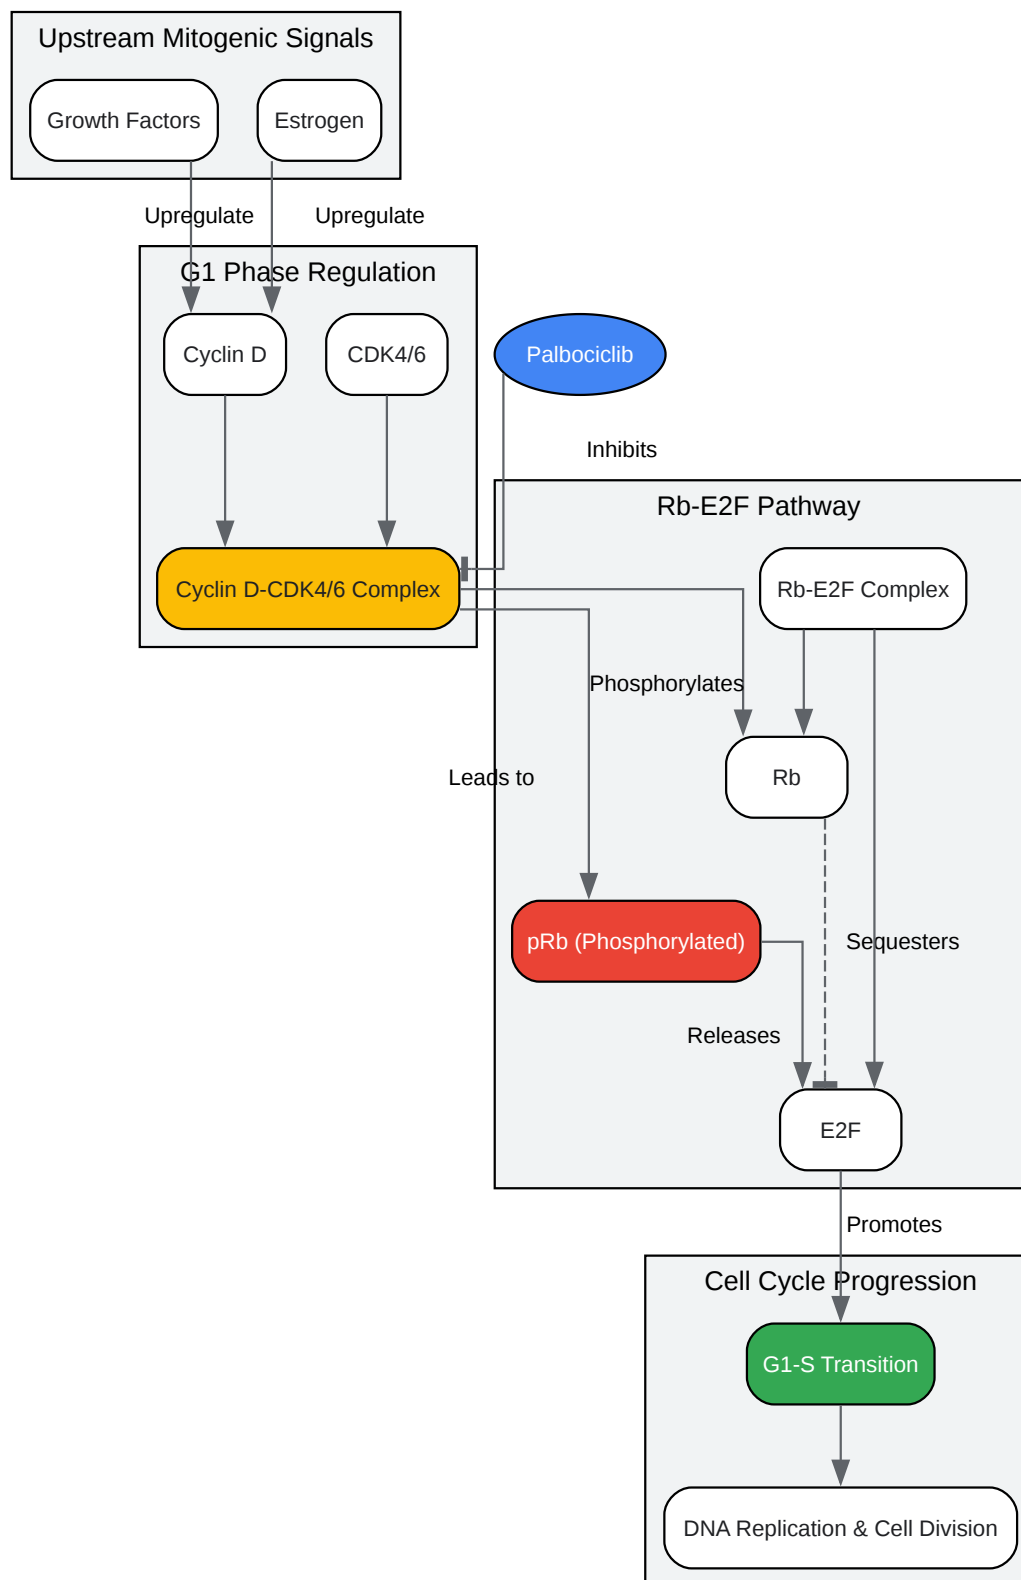 Upstream Mitogenic Signals
Growth Factors
Estrogen
Upregulate
Upregulate
G1 Phase Regulation
Cyclin D
CDK4/6
Palbociclib
Inhibits
Rb-E2F Pathway
Cyclin D-CDK4/6 Complex
Rb-E2F Complex
Phosphorylates
Leads to
Rb
pRb (Phosphorylated)
Sequesters
Releases
E2F
Promotes
Cell Cycle Progression
G1-S Transition
DNA Replication & Cell Division